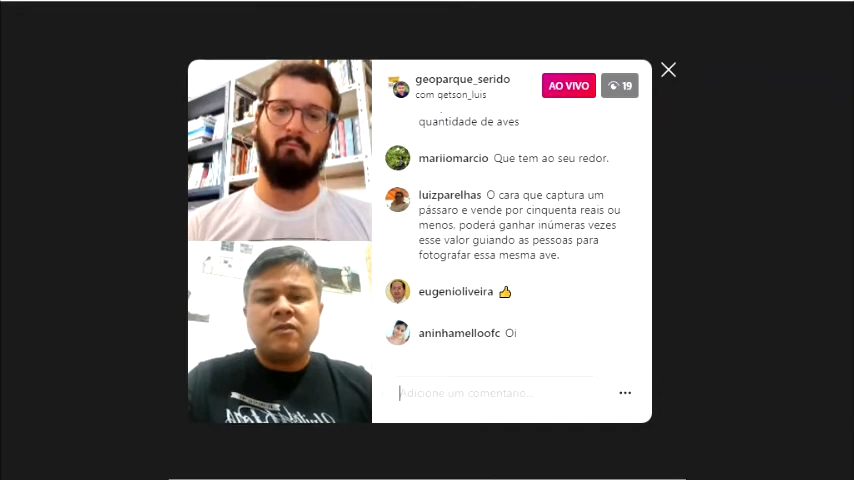 geoparque_serido
com qetson_luis
AO VIVO
19
quantidade de aves
mariiomarcio Que tem ao seu redor.
luizparelhas O cara que captura um
pássaro e vende por cinquenta reais ou
menos, poderá ganhar inúmeras vezes
esse valor guiando as pessoas para
fotografar essa mesma ave.
eugenioliveira 👍
aninhamelloofc Oi
Adicione um comentario...